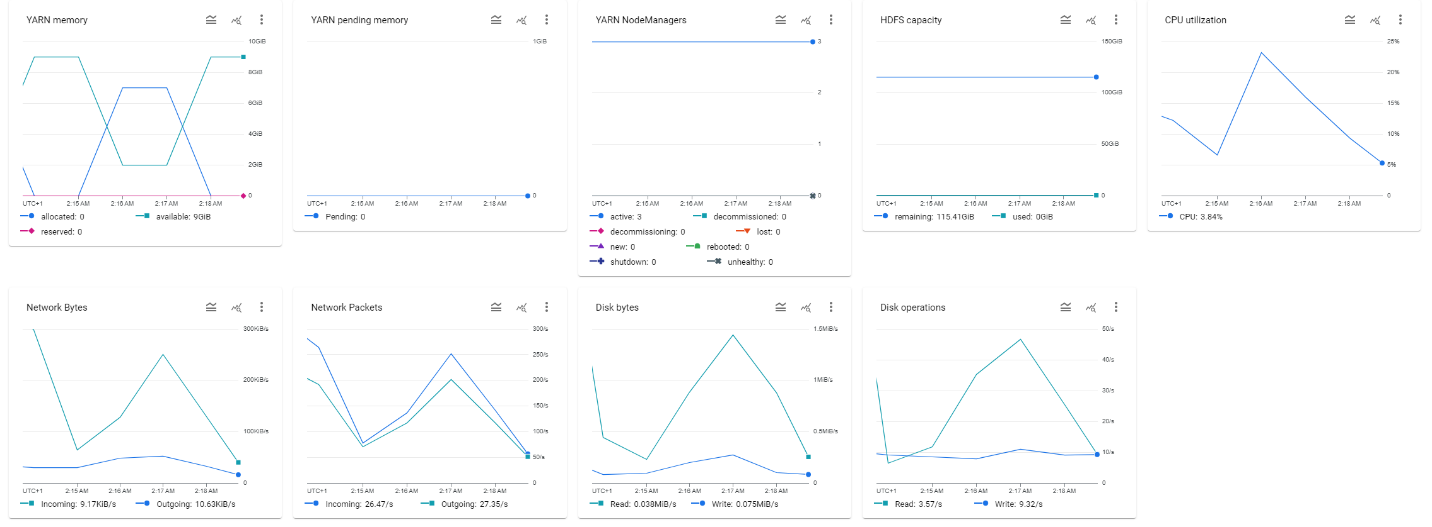 YARN memory
10GiB
8GiB
6GiB
4GiB
2GiB
0
UTC+1 2:15 AM 2:16 AM 2:17 AM 2:18 AM
allocated: 0 available: 9GiB
reserved: 0
YARN pending memory
1GiB
0
UTC+1 2:15 AM 2:16 AM 2:17 AM 2:18 AM
Pending: 0
YARN NodeManagers
3
2
1
0
UTC+1 2:15 AM 2:16 AM 2:17 AM 2:18 AM
active: 3 decommissioned: 0
decommissioning: 0 lost: 0
new: 0 rebooted: 0
shutdown: 0 unhealthy: 0
HDFS capacity
150GiB
100GiB
50GiB
0
UTC+1 2:15 AM 2:16 AM 2:17 AM 2:18 AM
remaining: 115.41GiB used: 0GiB
CPU utilization
25%
20%
15%
10%
5%
0
UTC+1 2:15 AM 2:16 AM 2:17 AM 2:18 AM
CPU: 3.84%
Network Bytes
300KiB/s
200KiB/s
100KiB/s
0
UTC+1 2:15 AM 2:16 AM 2:17 AM 2:18 AM
Incoming: 9.17KiB/s Outgoing: 10.63KiB/s
Network Packets
300/s
250/s
200/s
150/s
100/s
50/s
0
UTC+1 2:15 AM 2:16 AM 2:17 AM 2:18 AM
Incoming: 26.47/s Outgoing: 27.35/s
Disk bytes
1.5MiB/s
1MiB/s
0.5MiB/s
0
UTC+1 2:15 AM 2:16 AM 2:17 AM 2:18 AM
Read: 0.038MiB/s Write: 0.075MiB/s
Disk operations
50/s
40/s
30/s
20/s
10/s
0
UTC+1 2:15 AM 2:16 AM 2:17 AM 2:18 AM
Read: 3.57/s Write: 9.32/s